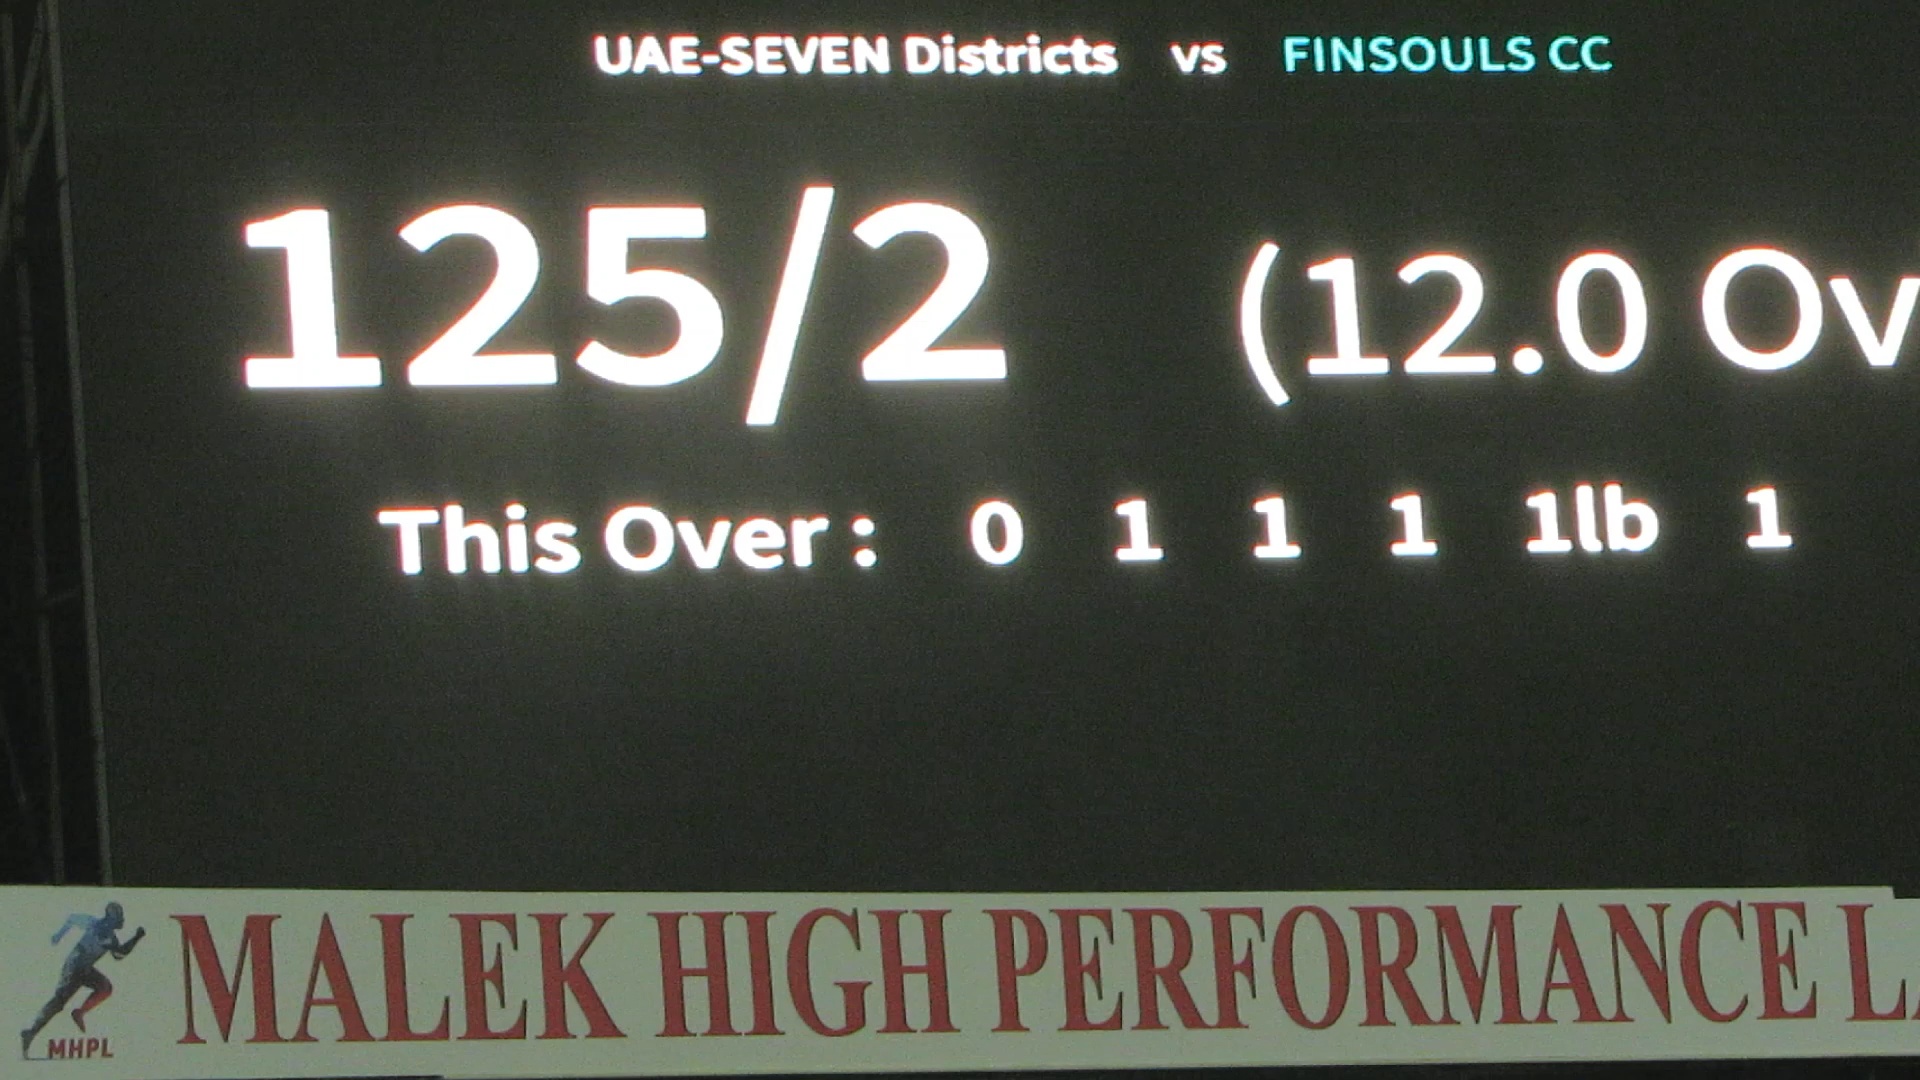 UAE-SEVEN Districts vs FINSOULS CC
125/2 (12.0 Ov
This Over : 0 1 1 1 1lb 1
MALEK HIGH PERFORMANCE
MHPL